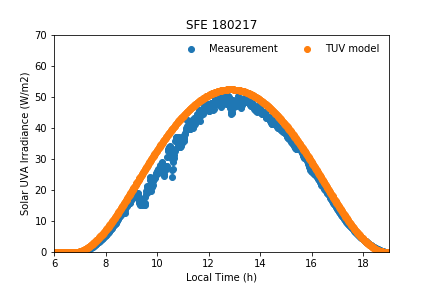 SFE 180217
Measurement TUV model
Solar UVA Irradiance (W/m2)
70
60
50
40
30
20
10
0
6 8 10 12 14 16 18
Local Time (h)